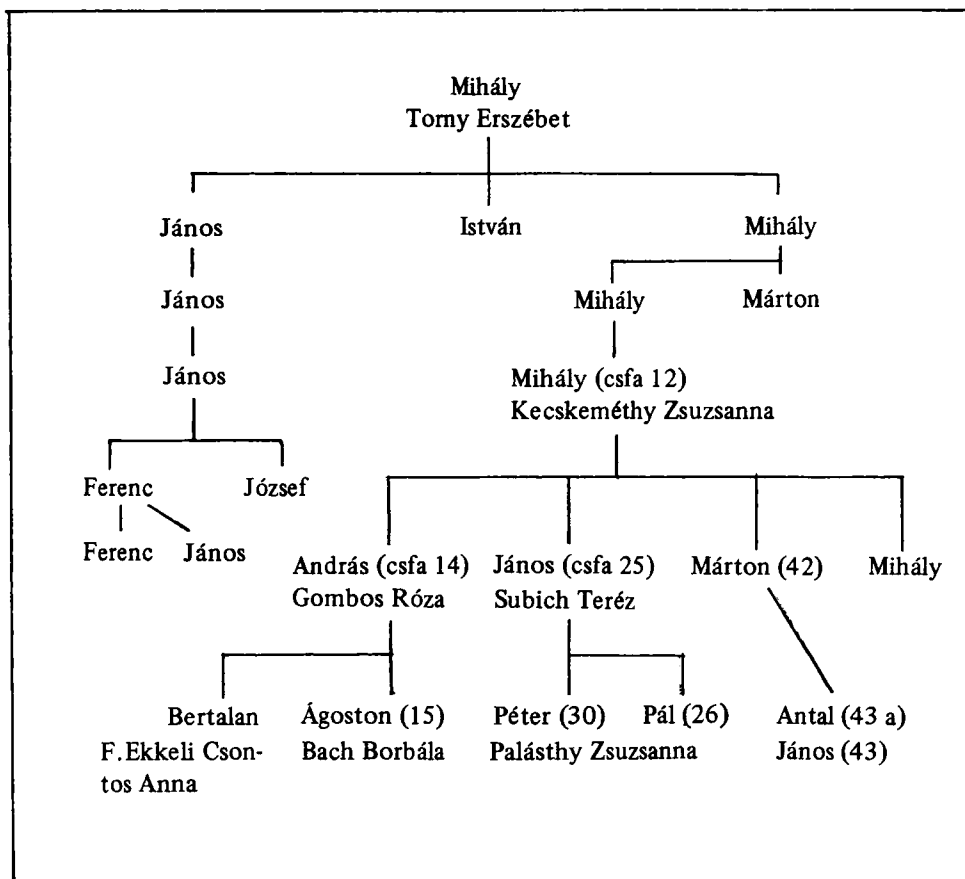 Mihály
Torny Erszébet
János István Mihály
János Mihály Márton
János Mihály (csfa 12)
Kecskeméthy Zsuzsanna
Ferenc József
Ferenc János András (csfa 14) János (csfa 25) Márton (42) Mihály
Gombos Róza Subich Teréz
Bertalan Ágoston (15) Péter (30) Pál (26) Antal (43 a)
F.Ekkeli Cson- Bach Borbála Palásthy Zsuzsanna János (43)
tos Anna